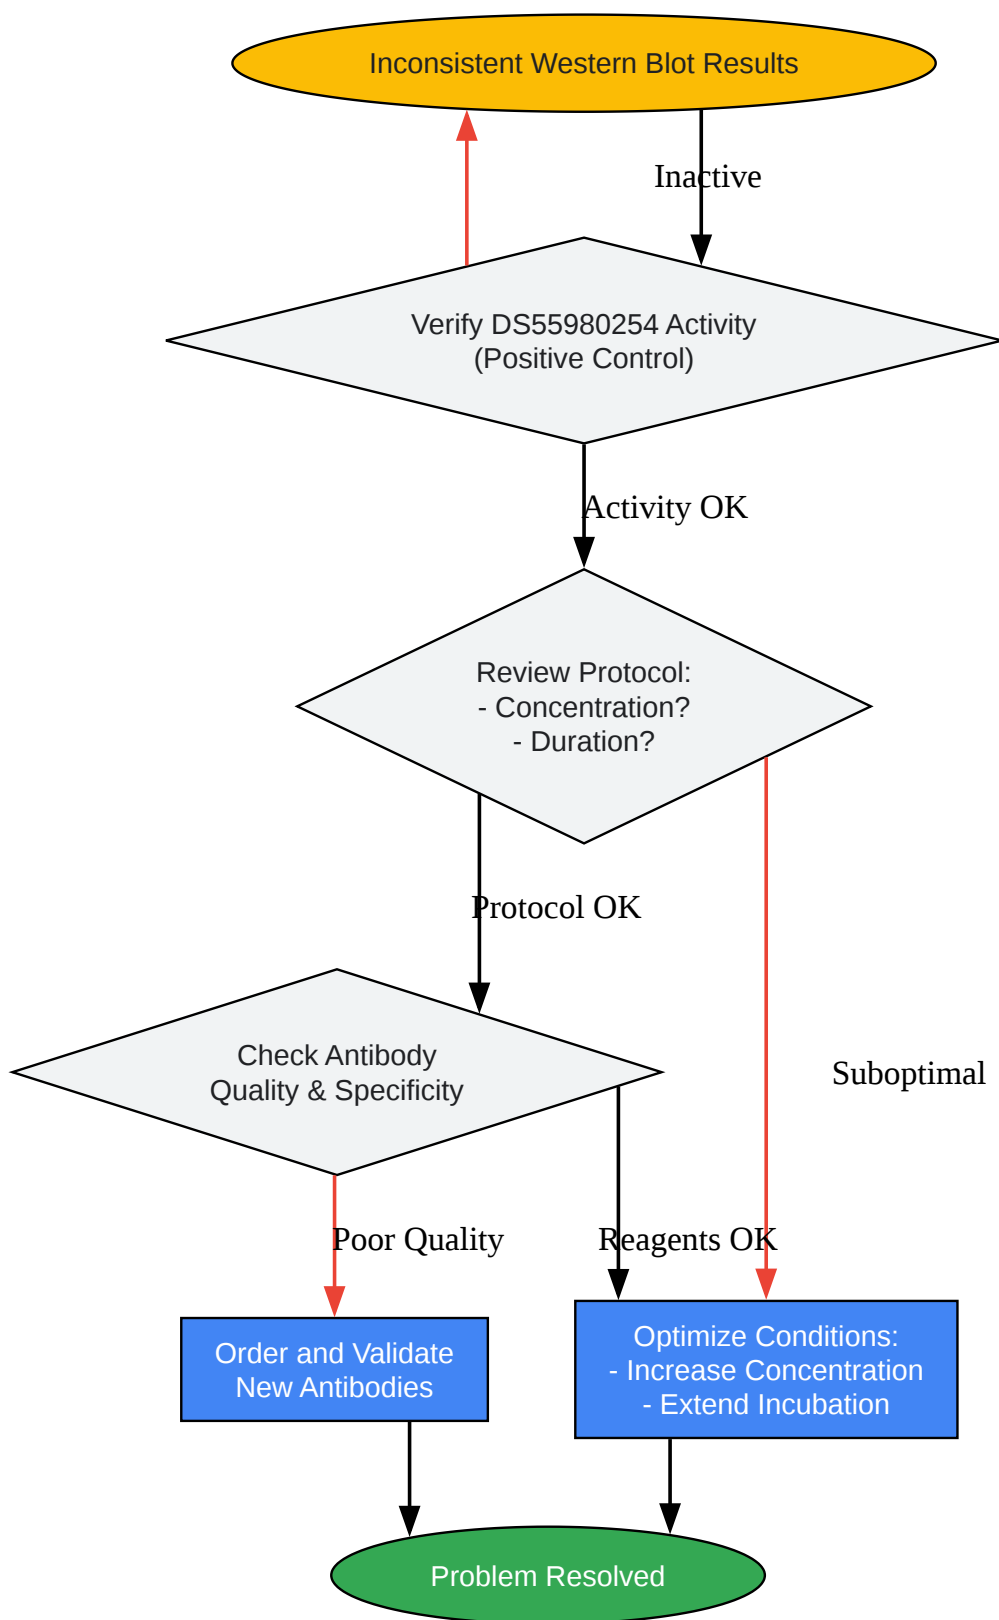 Inconsistent Western Blot Results
Inactive
Verify DS55980254 Activity
(Positive Control)
Activity OK
Review Protocol:
- Concentration?
- Duration?
Protocol OK
Check Antibody
Quality & Specificity
Suboptimal
Poor Quality
Reagents OK
Order and Validate
New Antibodies
Optimize Conditions:
- Increase Concentration
- Extend Incubation
Problem Resolved